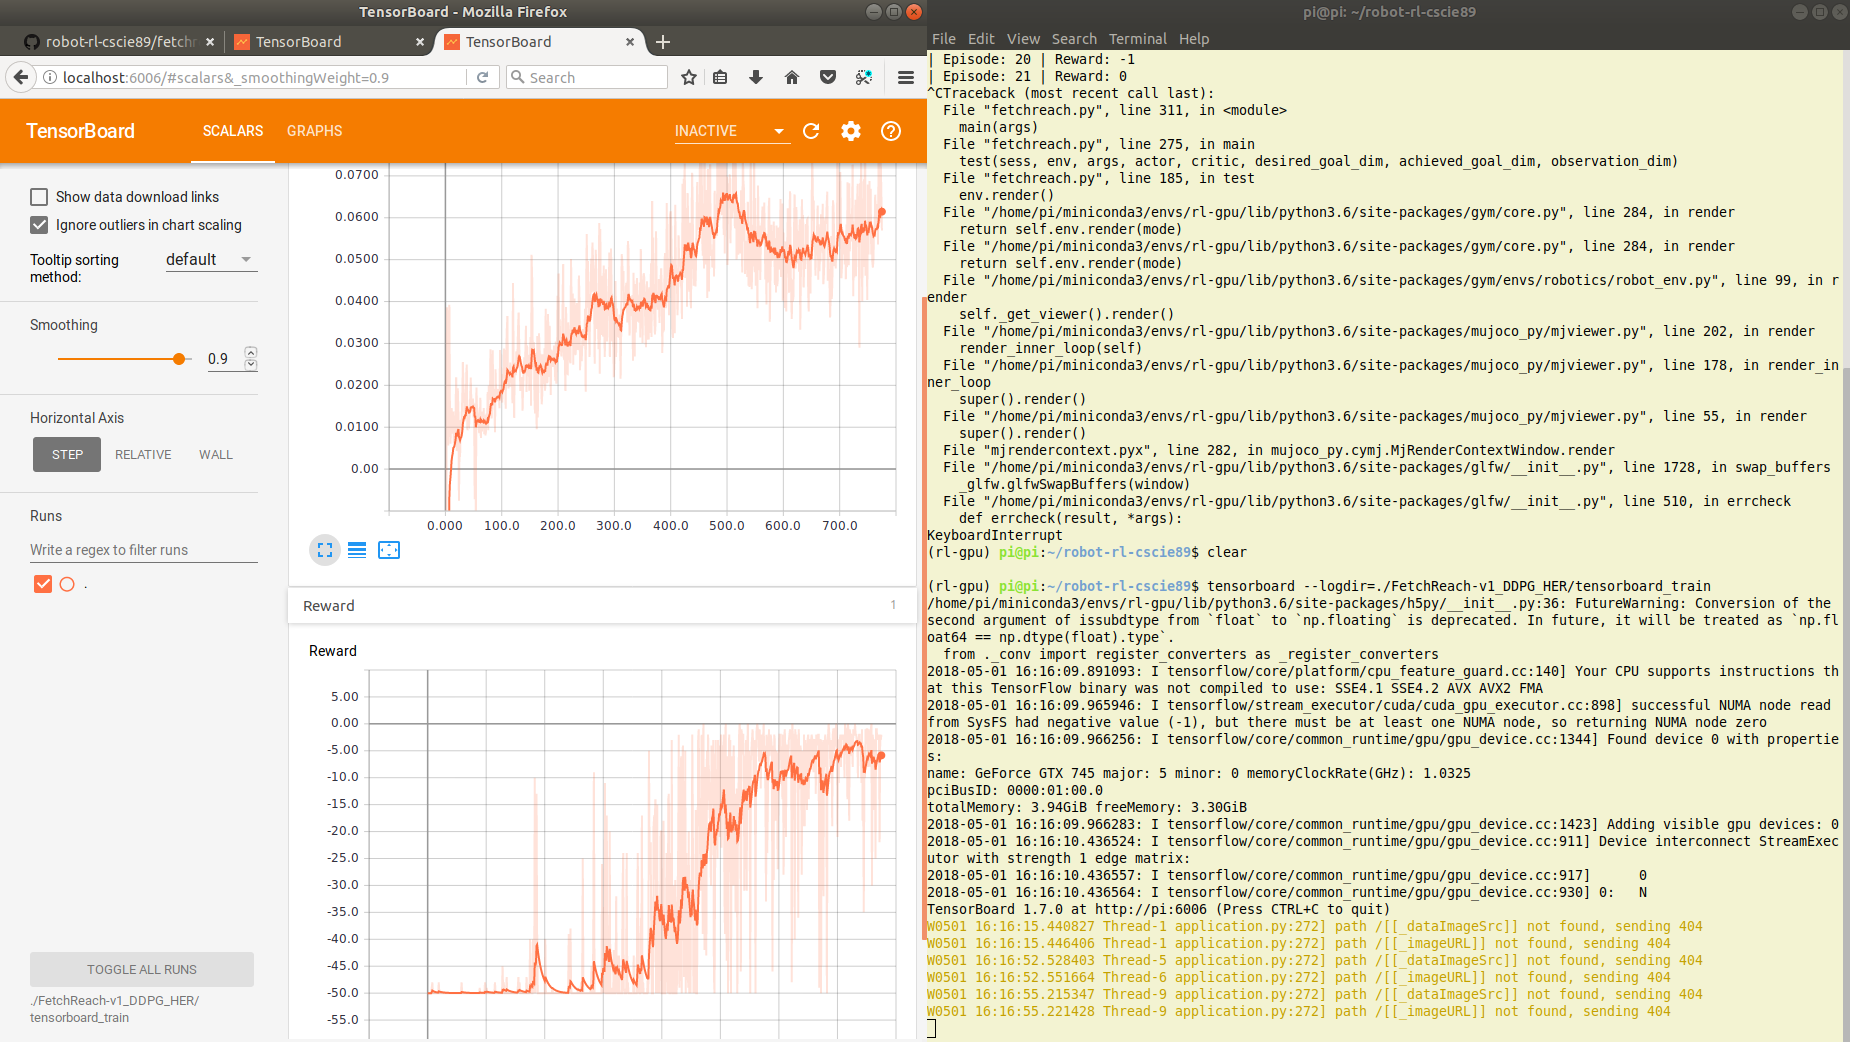 TensorBoard - Mozilla Firefox
robot-rl-cscie89/fetchr
TensorBoard
TensorBoard
localhost:6006/#scalars&_smoothingWeight=0.9
Search
TensorBoard
SCALARS
GRAPHS
INACTIVE
Show data download links
Ignore outliers in chart scaling
Tooltip sorting
method:
default
Smoothing
0.9
Horizontal Axis
STEP
RELATIVE
WALL
Runs
Write a regex to filter runs
.
TOGGLE ALL RUNS
./FetchReach-v1_DDPG_HER/
tensorboard_train
0.0700
0.0600
0.0500
0.0400
0.0300
0.0200
0.0100
0.00
0.000 100.0 200.0 300.0 400.0 500.0 600.0 700.0
Reward
1
Reward
5.00
0.00
-5.00
-10.0
-15.0
-20.0
-25.0
-30.0
-35.0
-40.0
-45.0
-50.0
-55.0
pi@pi: ~/robot-rl-cscie89
File Edit View Search Terminal Help
| Episode: 20 | Reward: -1
| Episode: 21 | Reward: 0
^CTraceback (most recent call last):
File "fetchreach.py", line 311, in <module>
main(args)
File "fetchreach.py", line 275, in main
test(sess, env, args, actor, critic, desired_goal_dim, achieved_goal_dim, observation_dim)
File "fetchreach.py", line 185, in test
env.render()
File "/home/pi/miniconda3/envs/rl-gpu/lib/python3.6/site-packages/gym/core.py", line 284, in render
return self.env.render(mode)
File "/home/pi/miniconda3/envs/rl-gpu/lib/python3.6/site-packages/gym/core.py", line 284, in render
return self.env.render(mode)
File "/home/pi/miniconda3/envs/rl-gpu/lib/python3.6/site-packages/gym/envs/robotics/robot_env.py", line 99, in r
ender
self._get_viewer().render()
File "/home/pi/miniconda3/envs/rl-gpu/lib/python3.6/site-packages/mujoco_py/mjviewer.py", line 202, in render
render_inner_loop(self)
File "/home/pi/miniconda3/envs/rl-gpu/lib/python3.6/site-packages/mujoco_py/mjviewer.py", line 178, in render_in
ner_loop
super().render()
File "/home/pi/miniconda3/envs/rl-gpu/lib/python3.6/site-packages/mujoco_py/mjviewer.py", line 55, in render
super().render()
File "mjrendercontext.pyx", line 282, in mujoco_py.cymj.MjRenderContextWindow.render
File "/home/pi/miniconda3/envs/rl-gpu/lib/python3.6/site-packages/glfw/__init__.py", line 1728, in swap_buffers
_glfw.glfwSwapBuffers(window)
File "/home/pi/miniconda3/envs/rl-gpu/lib/python3.6/site-packages/glfw/__init__.py", line 510, in errcheck
def errcheck(result, *args):
KeyboardInterrupt
(rl-gpu) pi@pi:~/robot-rl-cscie89$ clear
(rl-gpu) pi@pi:~/robot-rl-cscie89$ tensorboard --logdir=./FetchReach-v1_DDPG_HER/tensorboard_train
/home/pi/miniconda3/envs/rl-gpu/lib/python3.6/site-packages/h5py/__init__.py:36: FutureWarning: Conversion of the
second argument of issubdtype from `float` to `np.floating` is deprecated. In future, it will be treated as `np.fl
oat64 == np.dtype(float).type`.
from ._conv import register_converters as _register_converters
2018-05-01 16:16:09.891093: I tensorflow/core/platform/cpu_feature_guard.cc:140] Your CPU supports instructions th
at this TensorFlow binary was not compiled to use: SSE4.1 SSE4.2 AVX AVX2 FMA
2018-05-01 16:16:09.965946: I tensorflow/stream_executor/cuda/cuda_gpu_executor.cc:898] successful NUMA node read
from SysFS had negative value (-1), but there must be at least one NUMA node, so returning NUMA node zero
2018-05-01 16:16:09.966256: I tensorflow/core/common_runtime/gpu/gpu_device.cc:1344] Found device 0 with propertie
s:
name: GeForce GTX 745 major: 5 minor: 0 memoryClockRate(GHz): 1.0325
pciBusID: 0000:01:00.0
totalMemory: 3.94GiB freeMemory: 3.30GiB
2018-05-01 16:16:09.966283: I tensorflow/core/common_runtime/gpu/gpu_device.cc:1423] Adding visible gpu devices: 0
2018-05-01 16:16:10.436524: I tensorflow/core/common_runtime/gpu/gpu_device.cc:911] Device interconnect StreamExec
utor with strength 1 edge matrix:
2018-05-01 16:16:10.436557: I tensorflow/core/common_runtime/gpu/gpu_device.cc:917] 0
2018-05-01 16:16:10.436564: I tensorflow/core/common_runtime/gpu/gpu_device.cc:930] 0: N
TensorBoard 1.7.0 at http://pi:6006 (Press CTRL+C to quit)
W0501 16:16:15.440827 Thread-1 application.py:272] path /[[_dataImageSrc]] not found, sending 404
W0501 16:16:15.446406 Thread-1 application.py:272] path /[[_imageURL]] not found, sending 404
W0501 16:16:52.528403 Thread-5 application.py:272] path /[[_dataImageSrc]] not found, sending 404
W0501 16:16:52.551664 Thread-6 application.py:272] path /[[_imageURL]] not found, sending 404
W0501 16:16:55.215347 Thread-9 application.py:272] path /[[_dataImageSrc]] not found, sending 404
W0501 16:16:55.221428 Thread-9 application.py:272] path /[[_imageURL]] not found, sending 404